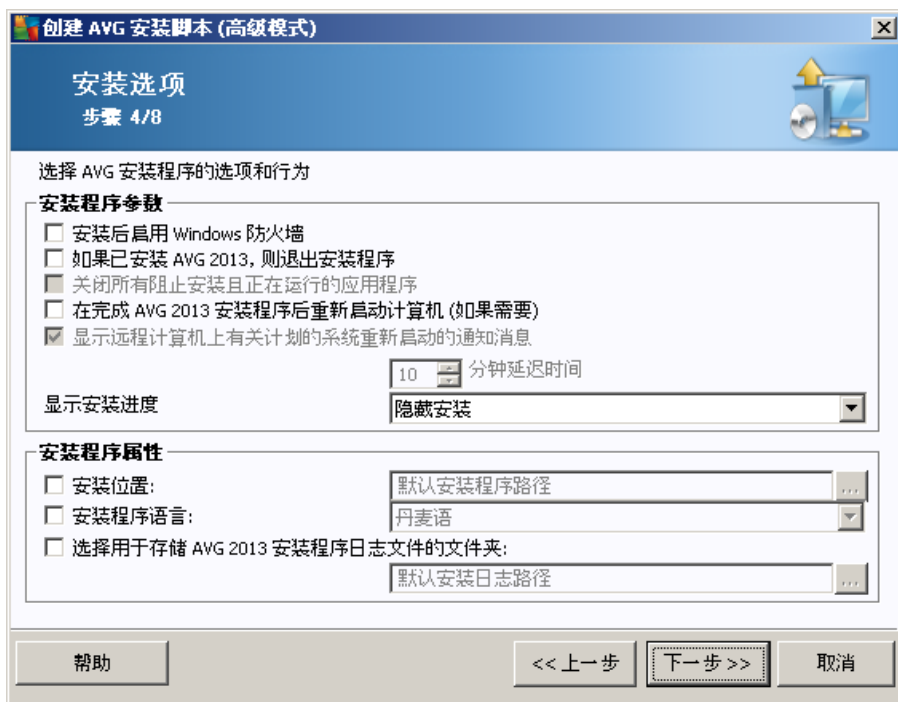 创建 AVG 安装脚本 (高级模式)
安装选项
步骤 4/8
选择 AVG 安装程序的选项和行为
安装程序参数
安装后启用 Windows 防火墙
如果已安装 AVG 2013, 则退出安装程序
关闭所有阻止安装且正在运行的应用程序
在完成 AVG 2013 安装程序后重新启动计算机 (如果需要)
显示远程计算机上有关计划的系统重新启动的通知消息
10 分钟延迟时间
显示安装进度 隐藏安装
安装程序属性
安装位置: 默认安装程序路径 ...
安装程序语言: 丹麦语
选择用于存储 AVG 2013 安装程序日志文件的文件夹:
默认安装日志路径 ...
帮助 << 上一步 下一步 >> 取消